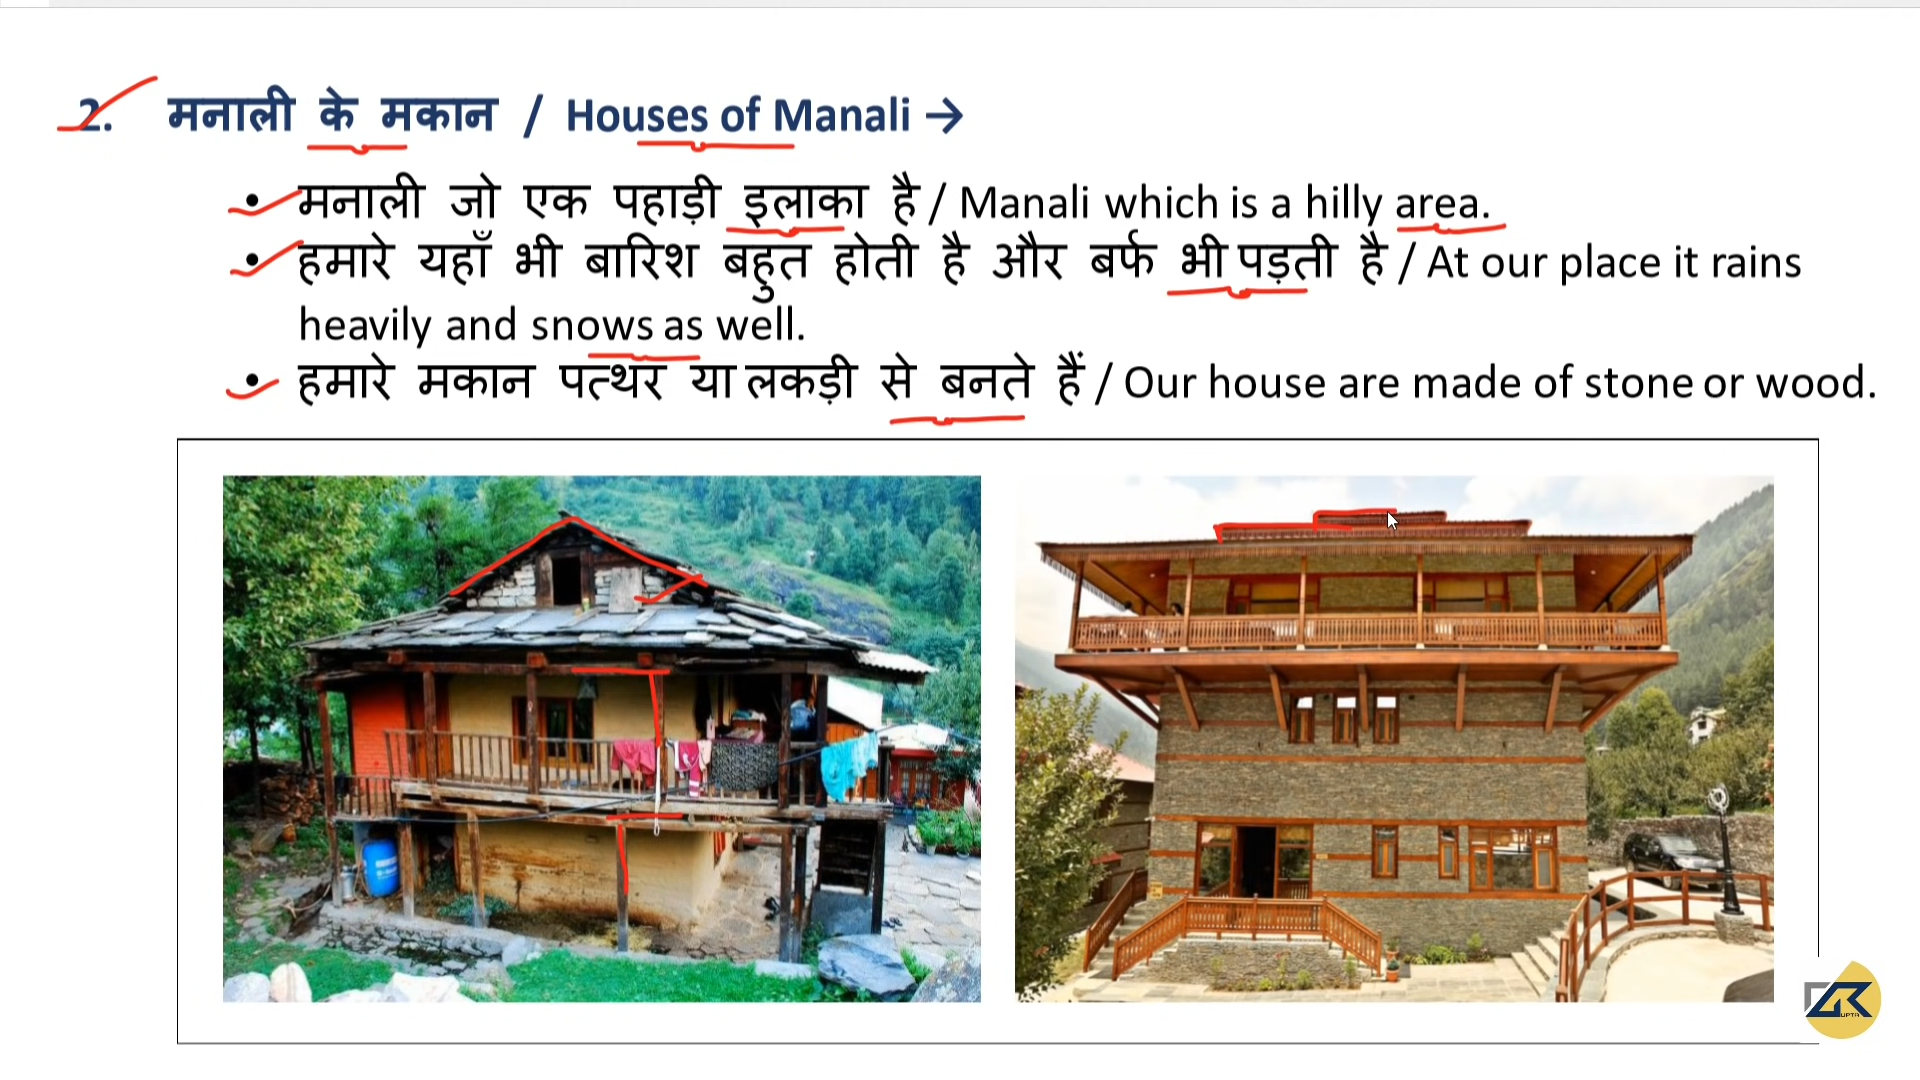 2. मनाली के मकान / Houses of Manali →
• मनाली जो एक पहाड़ी इलाका है / Manali which is a hilly area.
• हमारे यहाँ भी बारिश बहुत होती है और बर्फ भी पड़ती है / At our place it rains
heavily and snows as well.
• हमारे मकान पत्थर या लकड़ी से बनते हैं / Our house are made of stone or wood.
GK
UPTA